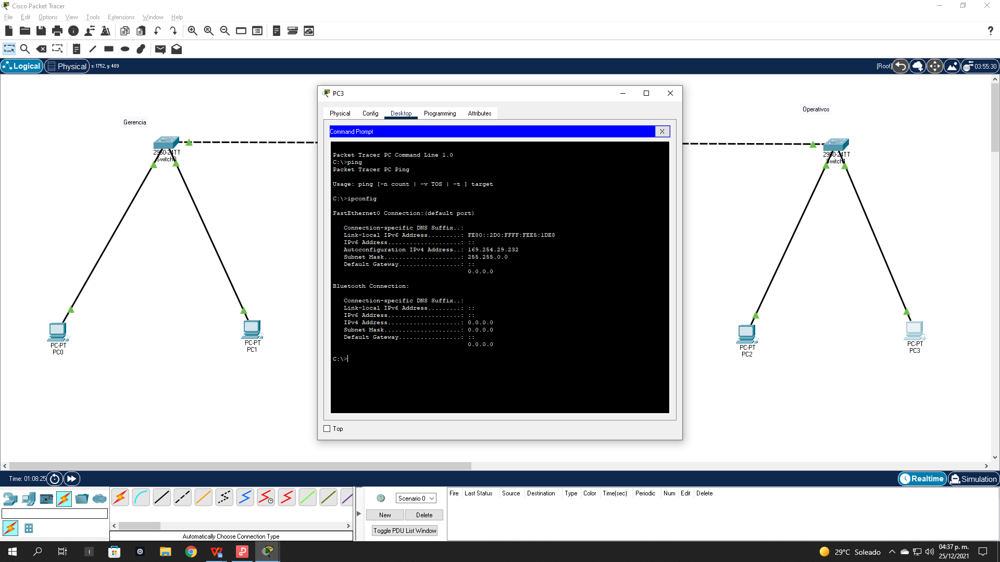 Cisco Packet Tracer
File Edit Options View Tools Extensions Window Help
Logical Physical x: 1752, y: 489 [Root] 03:55:30
PC3
Physical Config Desktop Programming Attributes
Command Prompt X
Packet Tracer PC Command Line 1.0
C:\>ping
Packet Tracer PC Ping
Usage: ping [-n count | -v TOS | -t ] target
C:\>ipconfig
FastEthernet0 Connection:(default port)
Connection-specific DNS Suffix..:
Link-local IPv6 Address.........: FE80::2D0:FFFF:FEE5:1DE8
IPv6 Address....................: ::
Autoconfiguration IPv4 Address..: 169.254.29.232
Subnet Mask.....................: 255.255.0.0
Default Gateway.................: ::
0.0.0.0
Bluetooth Connection:
Connection-specific DNS Suffix..:
Link-local IPv6 Address.........: ::
IPv6 Address....................: ::
IPv4 Address....................: 0.0.0.0
Subnet Mask.....................: 0.0.0.0
Default Gateway.................: ::
0.0.0.0
C:\>
Top
Gerencia
2960-24TT
Switch0
PC-PT
PC0
PC-PT
PC1
Operativos
2960-24TT
Switch1
PC-PT
PC2
PC-PT
PC3
Time: 01:08:25 Realtime Simulation
Scenario 0
New Delete
Toggle PDU List Window
Fire Last Status Source Destination Type Color Time(sec) Periodic Num Edit Delete
Automatically Choose Connection Type
29°C Soleado
04:37 p. m.
25/12/2021